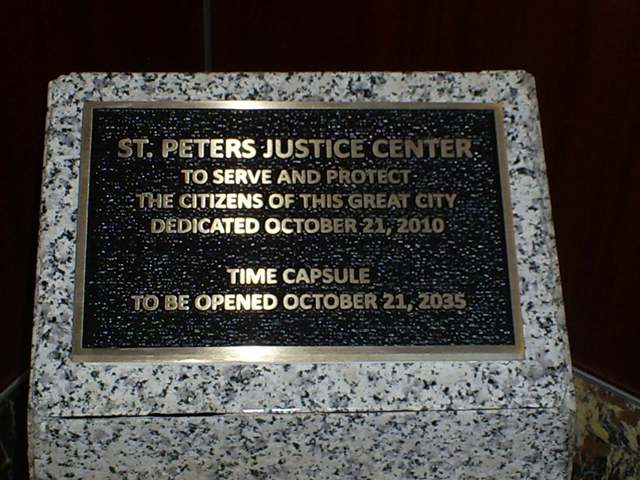 ST. PETERS JUSTICE CENTER
TO SERVE AND PROTECT
THE CITIZENS OF THIS GREAT CITY
DEDICATED OCTOBER 21, 2010
TIME CAPSULE
TO BE OPENED OCTOBER 21, 2035